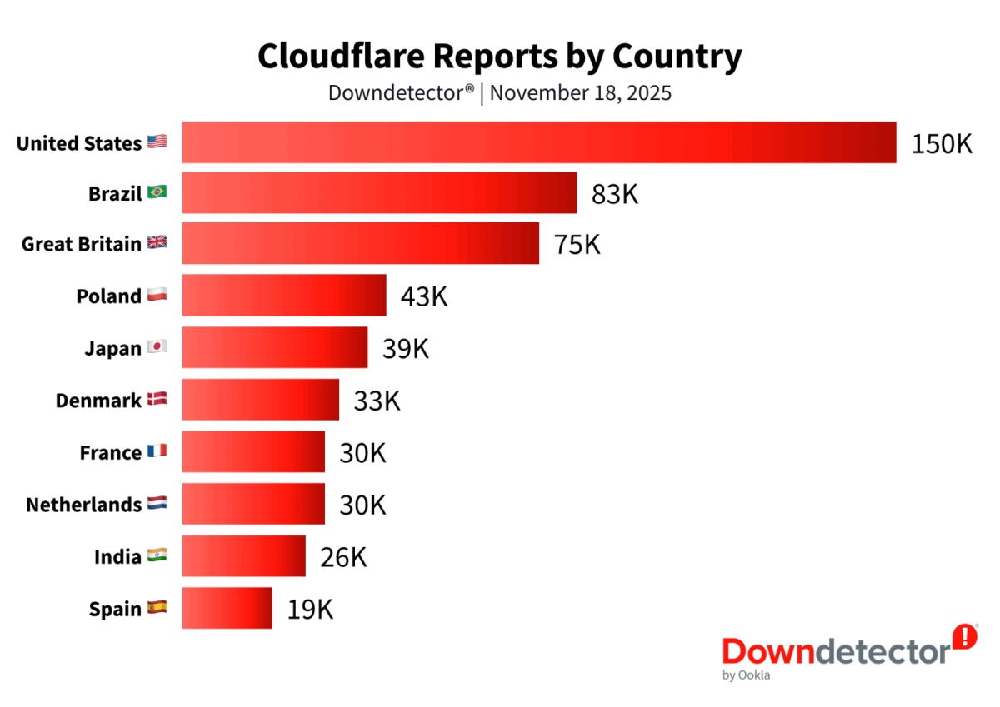 Cloudflare Reports by Country
Downdetector® | November 18, 2025
United States 150K
Brazil 83K
Great Britain 75K
Poland 43K
Japan 39K
Denmark 33K
France 30K
Netherlands 30K
India 26K
Spain 19K
Downdetector®
by Ookla